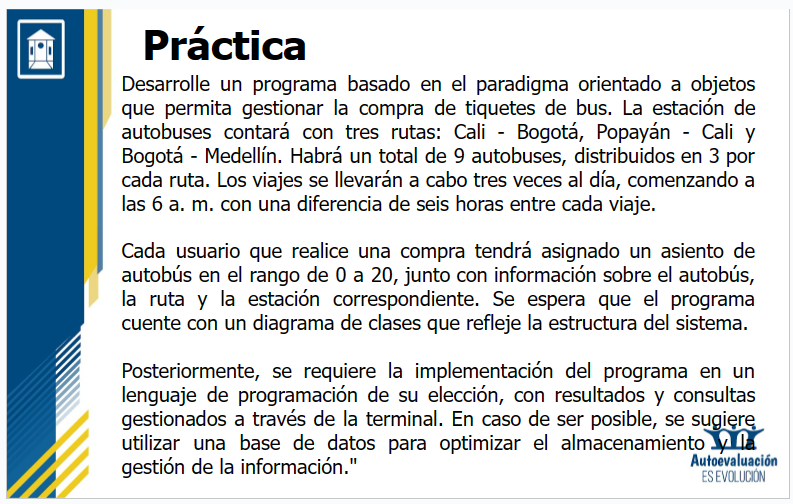 Práctica
Desarrolle un programa basado en el paradigma orientado a objetos
que permita gestionar la compra de tiquetes de bus. La estación de
autobuses contará con tres rutas: Cali - Bogotá, Popayán - Cali y
Bogotá - Medellín. Habrá un total de 9 autobuses, distribuidos en 3 por
cada ruta. Los viajes se llevarán a cabo tres veces al día, comenzando a
las 6 a. m. con una diferencia de seis horas entre cada viaje.
Cada usuario que realice una compra tendrá asignado un asiento de
autobús en el rango de 0 a 20, junto con información sobre el autobús,
la ruta y la estación correspondiente. Se espera que el programa
cuente con un diagrama de clases que refleje la estructura del sistema.
Posteriormente, se requiere la implementación del programa en un
lenguaje de programación de su elección, con resultados y consultas
gestionados a través de la terminal. En caso de ser posible, se sugiere
utilizar una base de datos para optimizar el almacenamiento y la
gestión de la información."
Autoevaluación
ES EVOLUCIÓN